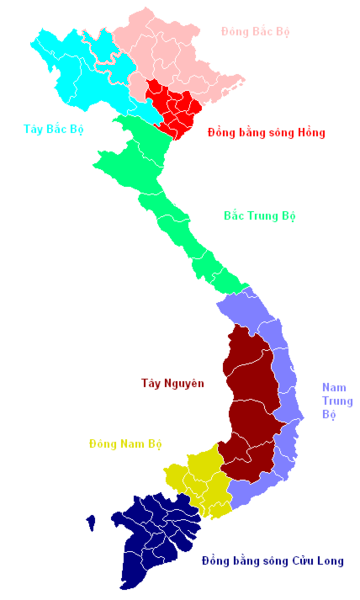 Đông Bắc Bộ
Tây Bắc Bộ
Đồng bằng sông Hồng
Bắc Trung Bộ
Tây Nguyên
Nam
Trung
Bộ
Đông Nam Bộ
Đồng bằng sông Cửu Long